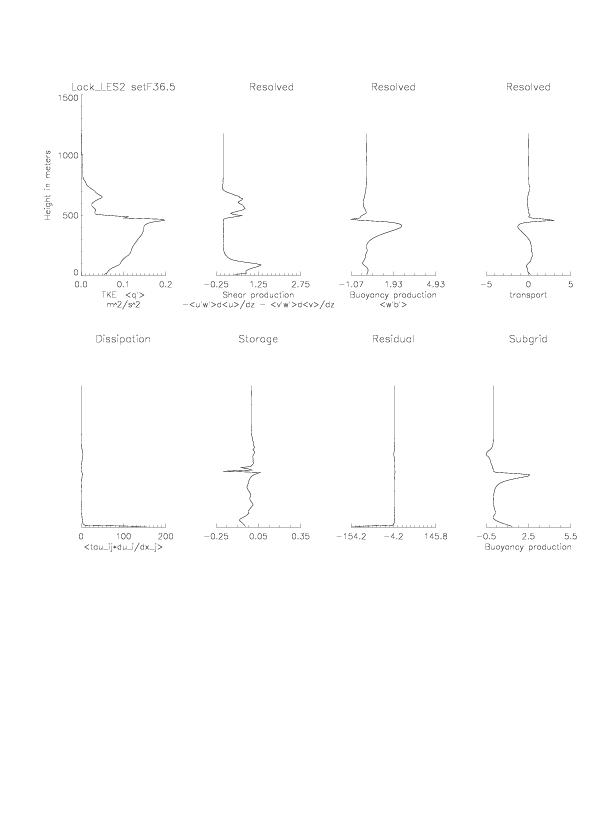 Lock_LES2 setF36.5 Resolved Resolved Resolved
1500
1000
500
0
Height in meters
0.0 0.1 0.2 -0.25 1.25 2.75 -1.07 1.93 4.93 -5 0 5
TKE <q'> Shear production Buoyancy production transport
m^2/s^2 -<u'w'>d<u>/dz - <v'w'>d<v>/dz <w'b'>
Dissipation Storage Residual Subgrid
0 100 200 -0.25 0.05 0.35 -154.2 -4.2 145.8 -0.5 2.5 5.5
<tau_ij*du_i/dx_j> Buoyancy production